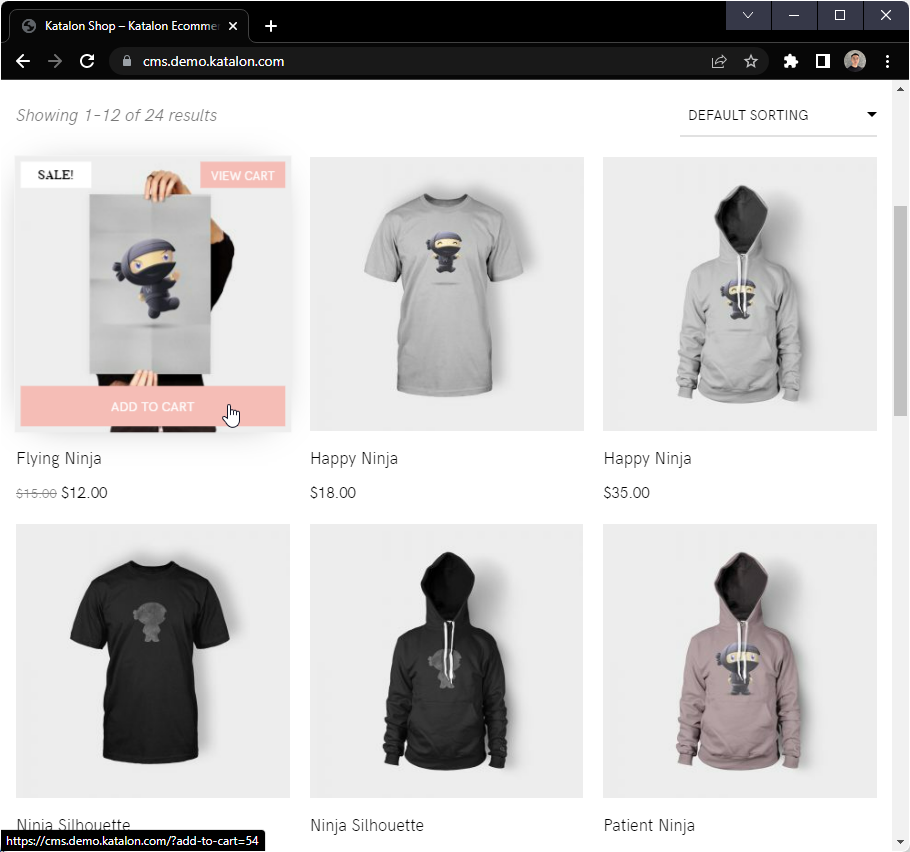 Katalon Shop – Katalon Ecomme
cms.demo.katalon.com
Showing 1–12 of 24 results
DEFAULT SORTING
SALE!
VIEW CART
ADD TO CART
Flying Ninja
Happy Ninja
Happy Ninja
$15.00 $12.00
$18.00
$35.00
Ninja Silhouette
Ninja Silhouette
Patient Ninja
https://cms.demo.katalon.com/?add-to-cart=54